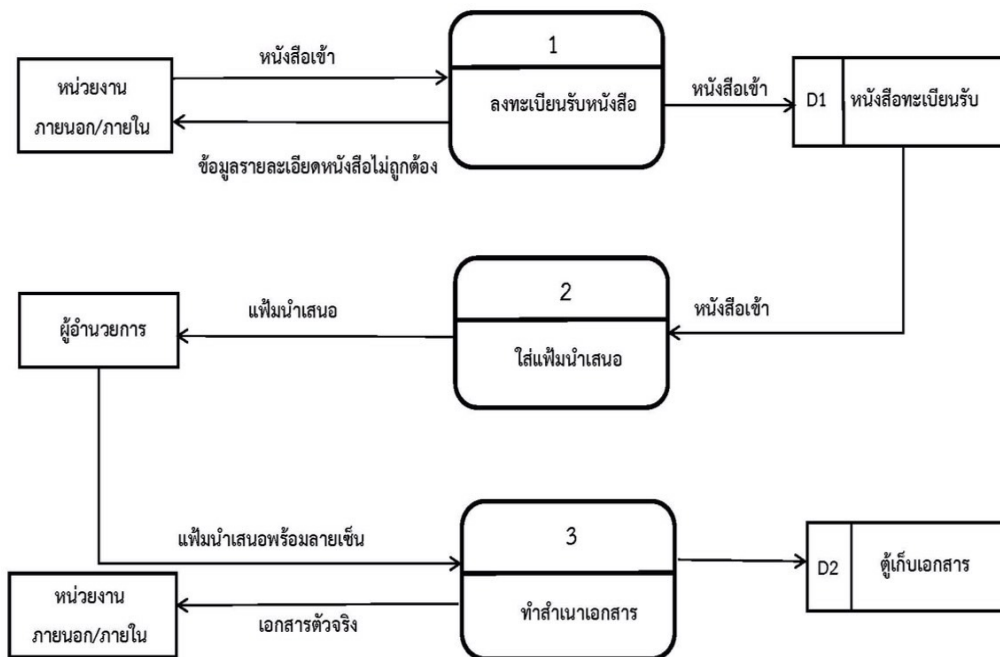 1
หนังสือเข้า
หน่วยงาน
ภายนอก/ภายใน
ลงทะเบียนรับหนังสือ
หนังสือเข้า
D1
หนังสือทะเบียนรับ
ข้อมูลรายละเอียดหนังสือไม่ถูกต้อง
2
แฟ้มนำเสนอ
หนังสือเข้า
ผู้อำนวยการ
ใส่แฟ้มนำเสนอ
แฟ้มนำเสนอพร้อมลายเซ็น
3
D2
ตู้เก็บเอกสาร
หน่วยงาน
ภายนอก/ภายใน
เอกสารตัวจริง
ทำสำเนาเอกสาร